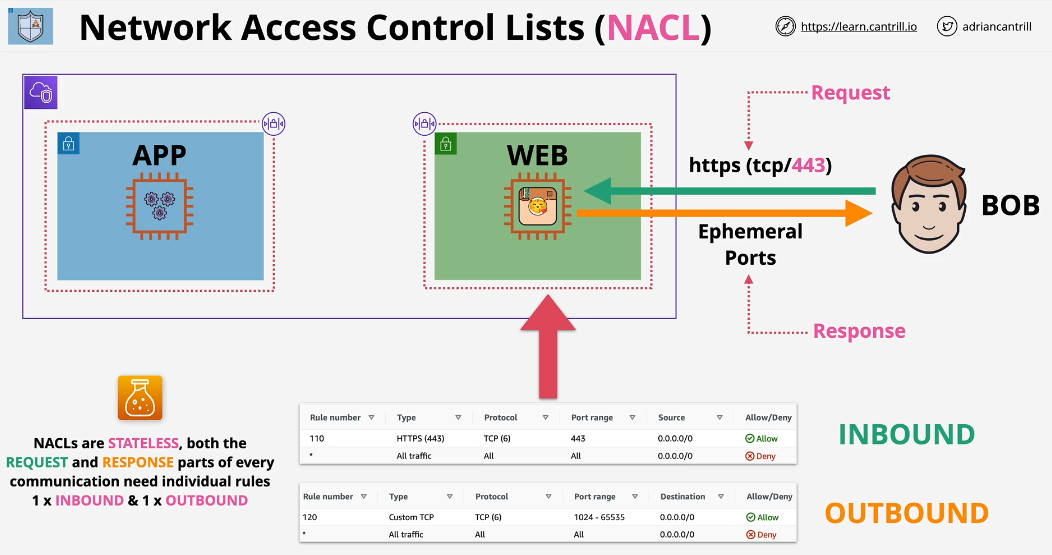 Network Access Control Lists (NACL)
https://learn.cantrill.io
adriancantrill
APP
WEB
Request
https (tcp/443)
BOB
Ephemeral
Ports
Response
NACLs are STATELESS, both the
REQUEST and RESPONSE parts of every
communication need individual rules
1 x INBOUND & 1 x OUTBOUND
Rule number Type Protocol Port range Source Allow/Deny
110 HTTPS (443) TCP (6) 443 0.0.0.0/0 Allow
* All traffic All All 0.0.0.0/0 Deny
INBOUND
Rule number Type Protocol Port range Destination Allow/Deny
120 Custom TCP TCP (6) 1024 - 65535 0.0.0.0/0 Allow
* All traffic All All 0.0.0.0/0 Deny
OUTBOUND